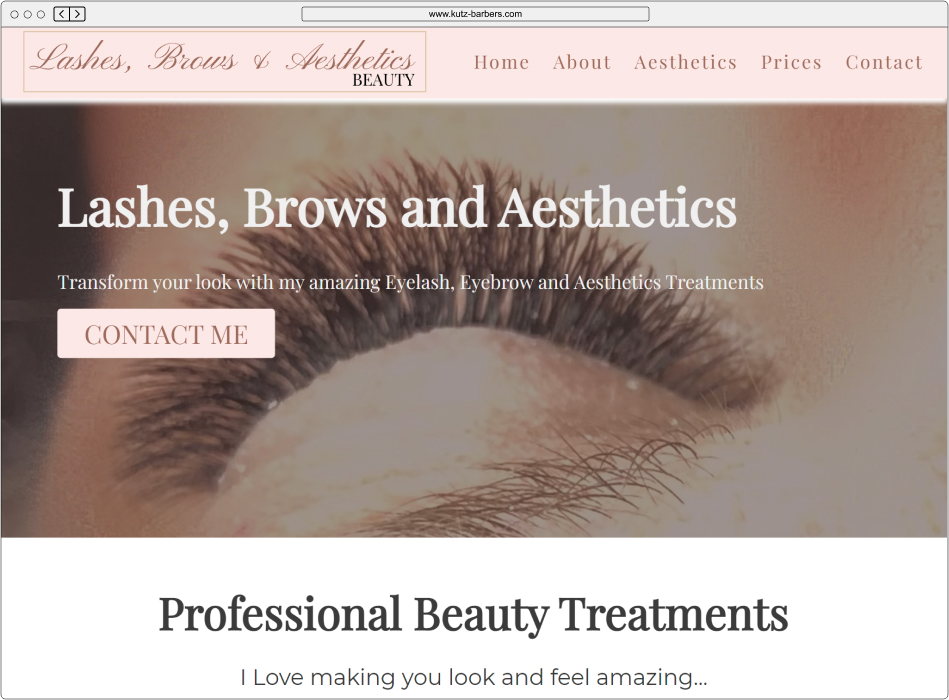 www.kutz-barbers.com
Lashes, Brows & Aesthetics
BEAUTY
Home About Aesthetics Prices Contact
Lashes, Brows and Aesthetics
Transform your look with my amazing Eyelash, Eyebrow and Aesthetics Treatments
CONTACT ME
Professional Beauty Treatments
I Love making you look and feel amazing...